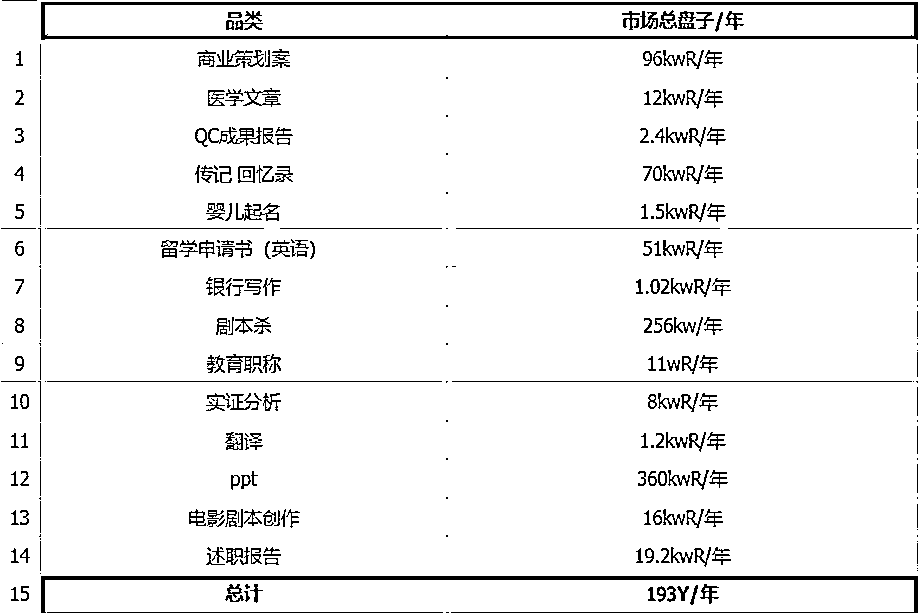 品类 市场总盘子/年
1 商业策划案 96kwR/年
2 医学文章 12kwR/年
3 QC成果报告 2.4kwR/年
4 传记 回忆录 70kwR/年
5 婴儿起名 1.5kwR/年
6 留学申请书（英语） 51kwR/年
7 银行写作 1.02kwR/年
8 剧本杀 256kw/年
9 教育职称 11wR/年
10 实证分析 8kwR/年
11 翻译 1.2kwR/年
12 ppt 360kwR/年
13 电影剧本创作 16kwR/年
14 述职报告 19.2kwR/年
15 总计 193Y/年